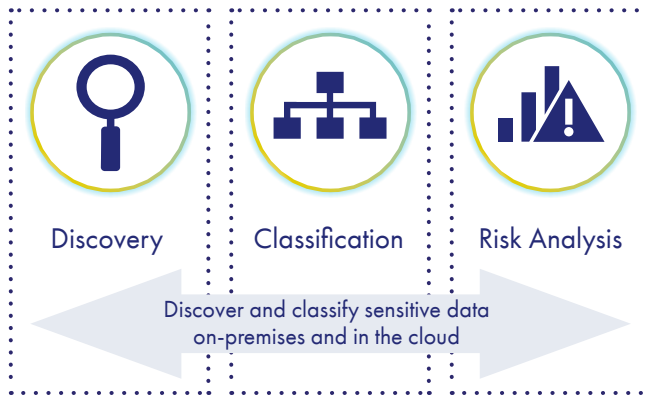 Discovery
Classification
Risk Analysis
Discover and classify sensitive data
on-premises and in the cloud